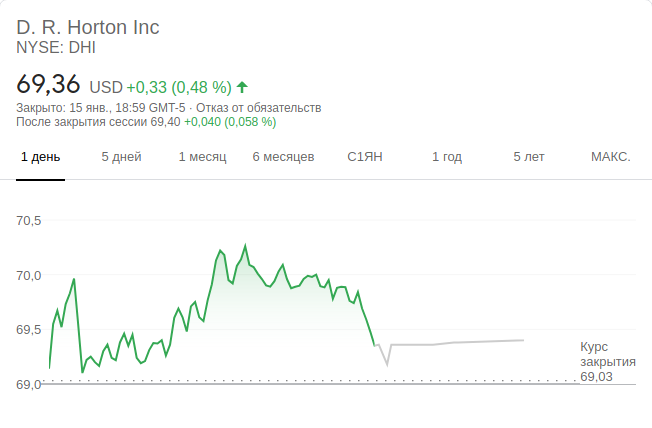 D. R. Horton Inc
NYSE: DHI
69,36 USD +0,33 (0,48 %)
Закрыто: 15 янв., 18:59 GMT-5 · Отказ от обязательств
После закрытия сессии 69,40 +0,040 (0,058 %)
1 день 5 дней 1 месяц 6 месяцев С1ЯН 1 год 5 лет МАКС.
70,5
70,0
69,5
69,0
Курс
закрытия
69,03